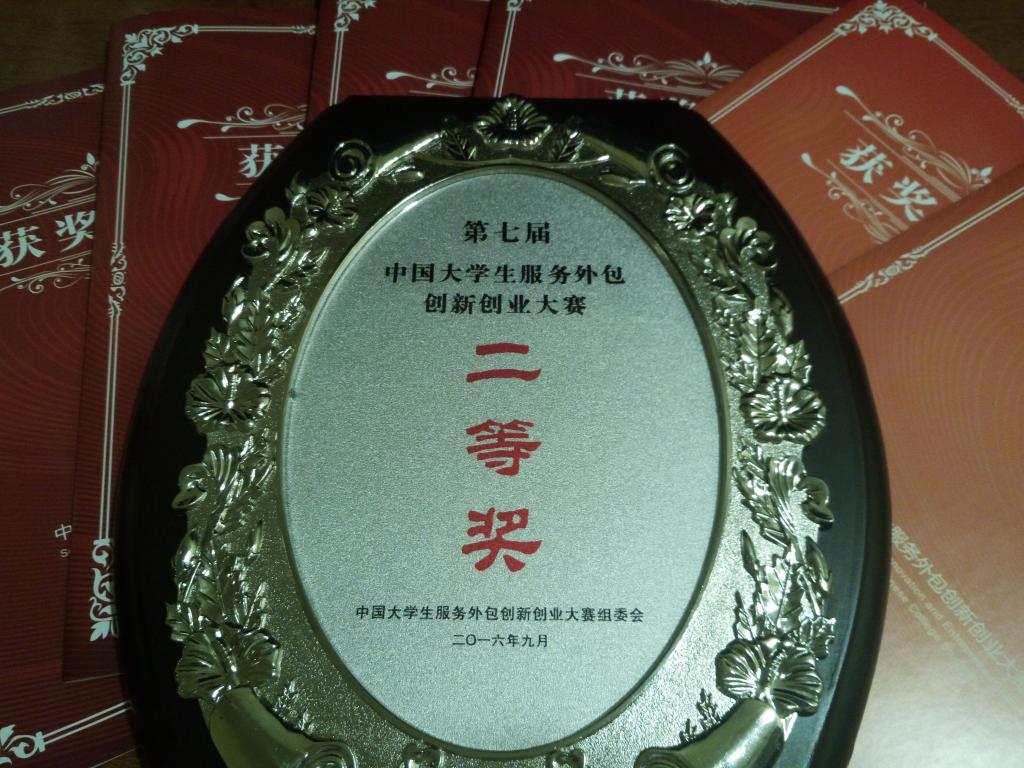 第七届
中国大学生服务外包
创新创业大赛
二
等
奖
中国大学生服务外包创新创业大赛组委会
二〇一六年九月
获奖
获
获奖
获奖
中
服务外包创新创业大